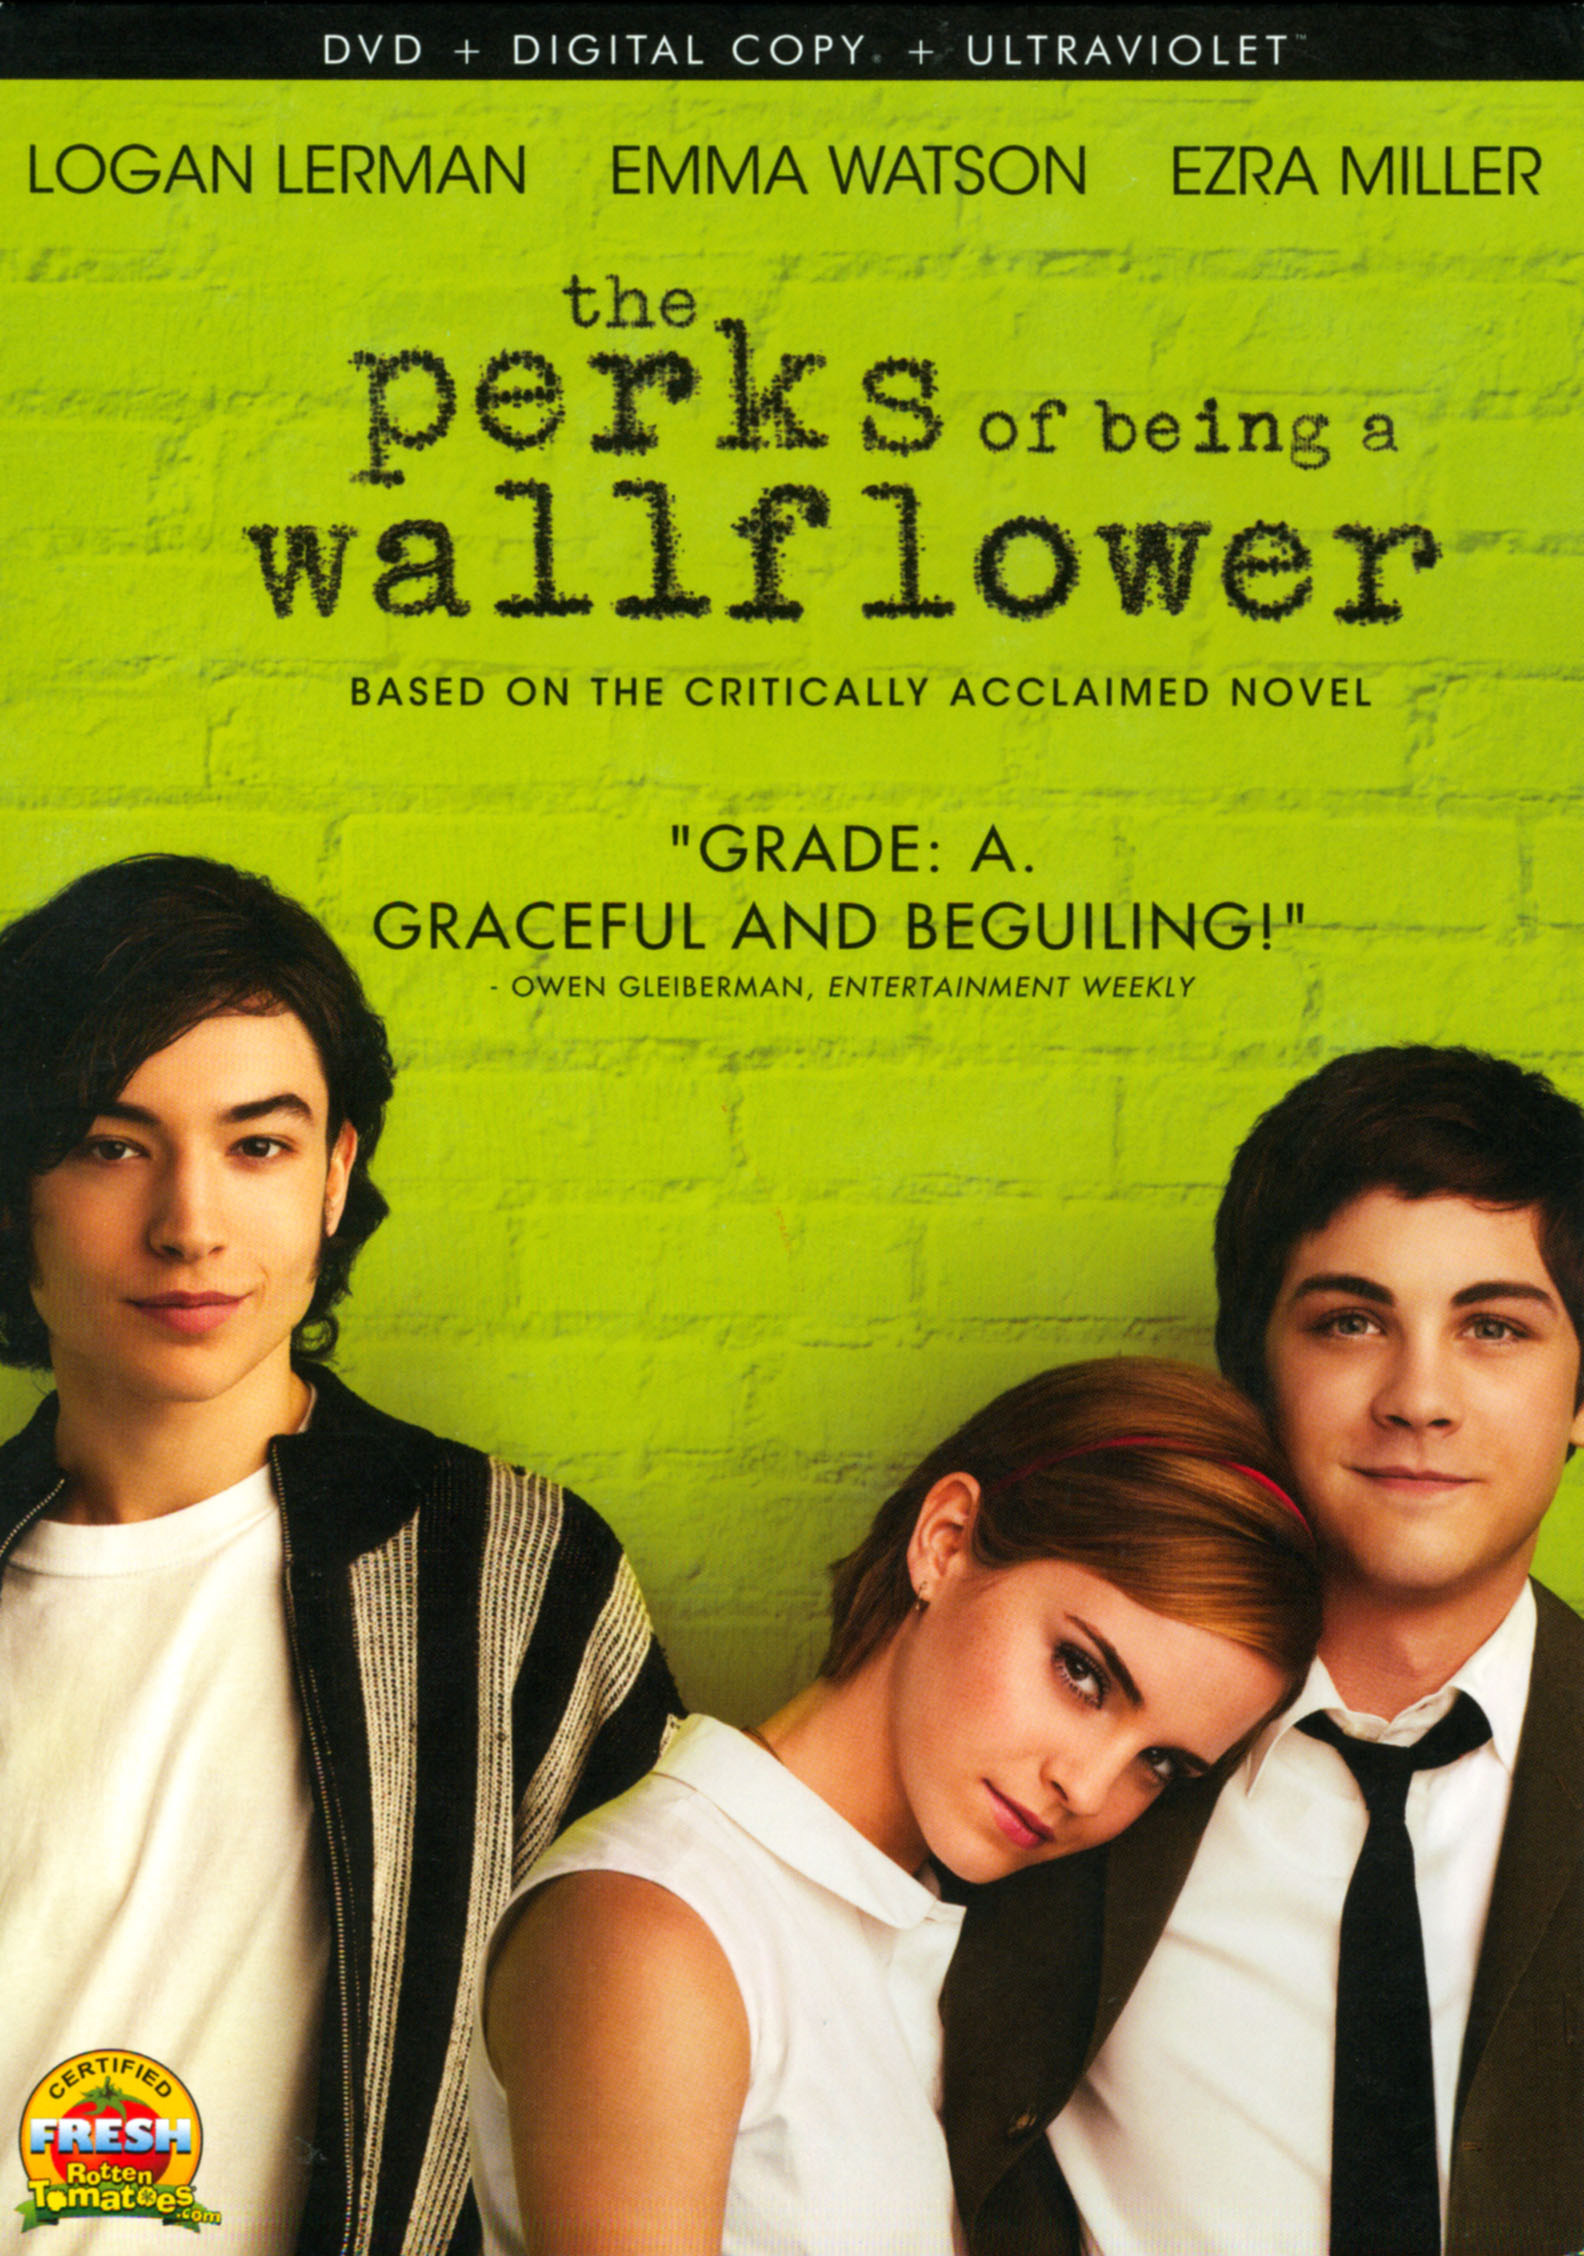 DVD + DIGITAL COPY® + ULTRAVIOLET™
LOGAN LERMAN EMMA WATSON EZRA MILLER
the
perks of being a
wallflower
BASED ON THE CRITICALLY ACCLAIMED NOVEL
"GRADE: A.
GRACEFUL AND BEGUILING!"
- OWEN GLEIBERMAN, ENTERTAINMENT WEEKLY
CERTIFIED
FRESH
Rotten
Tomatoes
.com